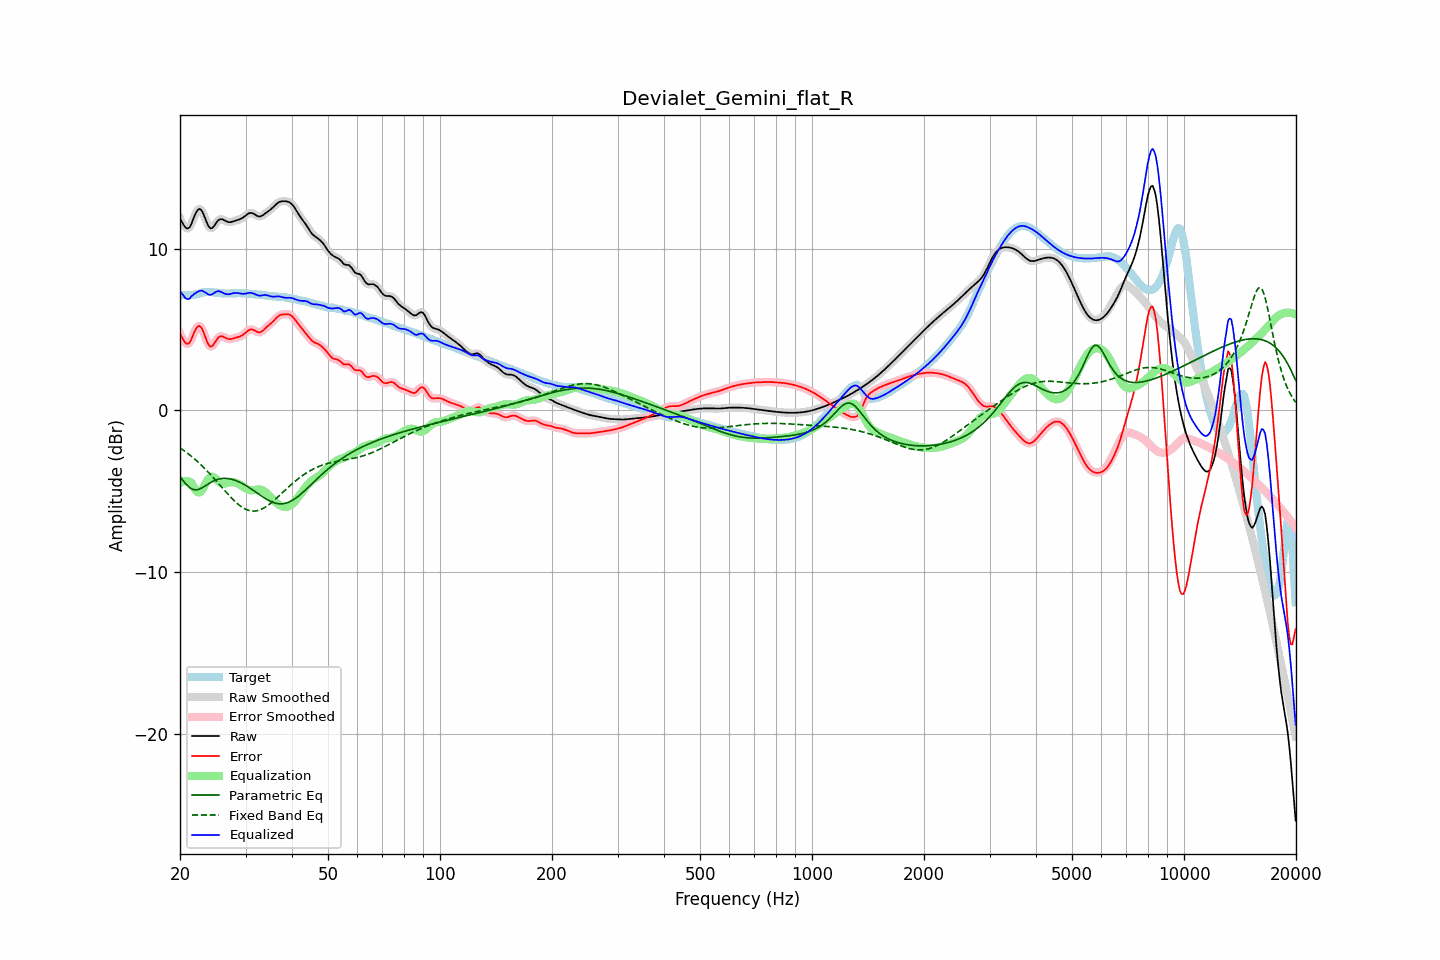 Devialet_Gemini_flat_R
Amplitude (dBr)
10
0
−10
−20
Target
Raw Smoothed
Error Smoothed
Raw
Error
Equalization
Parametric Eq
Fixed Band Eq
Equalized
20 50 100 200 500 1000 2000 5000 10000 20000
Frequency (Hz)